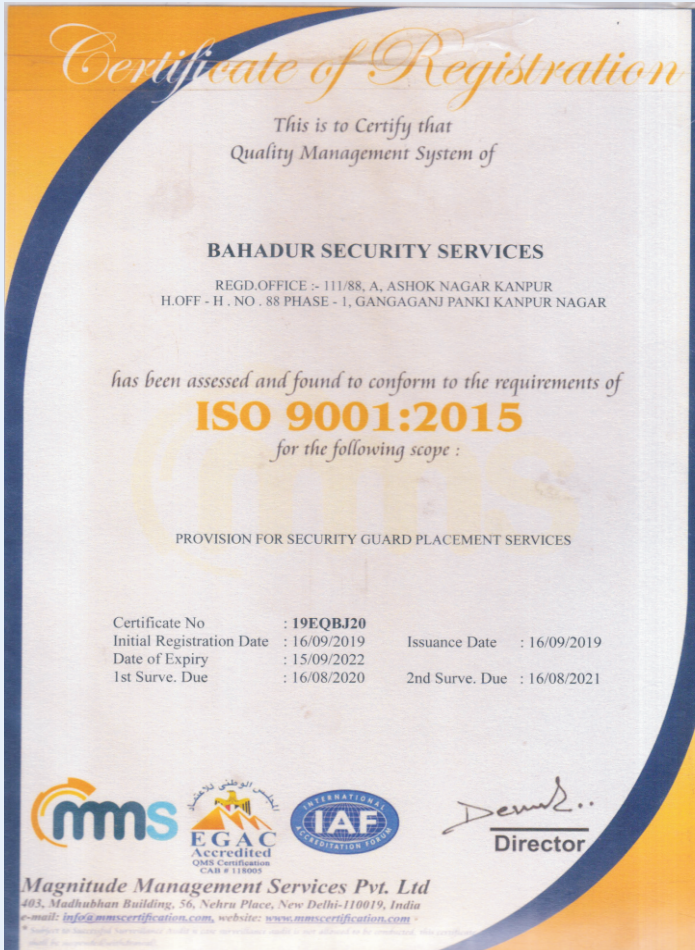 Certificate of Registration
This is to Certify that
Quality Management System of
BAHADUR SECURITY SERVICES
REGD.OFFICE :- 111/88, A, ASHOK NAGAR KANPUR
H.OFF - H . NO . 88 PHASE - 1, GANGAGANJ PANKI KANPUR NAGAR
has been assessed and found to conform to the requirements of
ISO 9001:2015
for the following scope :
mms
PROVISION FOR SECURITY GUARD PLACEMENT SERVICES
Certificate No : 19EQBJ20
Initial Registration Date : 16/09/2019 Issuance Date : 16/09/2019
Date of Expiry : 15/09/2022
1st Surve. Due : 16/08/2020 2nd Surve. Due : 16/08/2021
mms
المجلس الوطني للاعتماد
EGAC
Accredited
QMS Certification
CAB # 118005
INTERNATIONAL
IAF
ACCREDITATION FORUM
Director
Magnitude Management Services Pvt. Ltd
403, Madhubhan Building, 56, Nehru Place, New Delhi-110019, India
e-mail: info@mmscertification.com, website: www.mmscertification.com